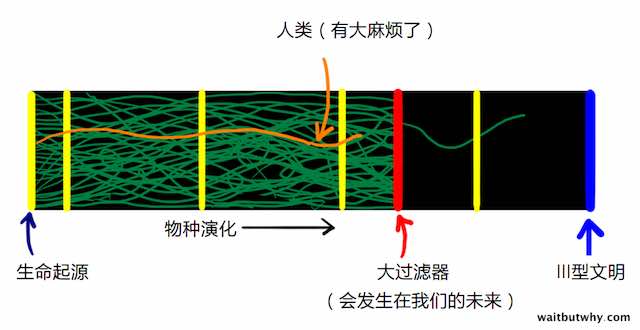 人类（有大麻烦了）
物种演化
生命起源
大过滤器
（会发生在我们的未来）
III型文明
waitbutwhy.com